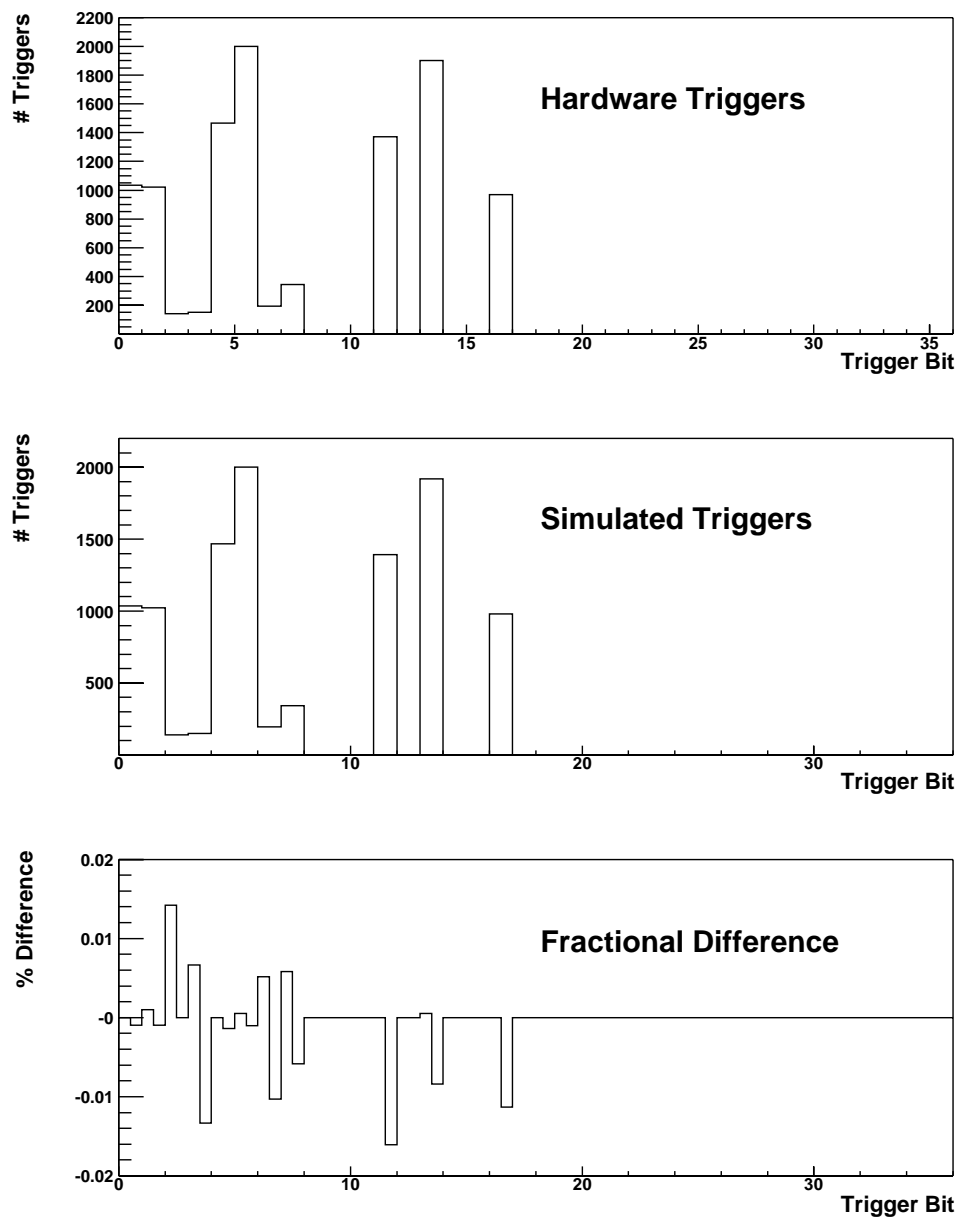 # Triggers
2200
2000
1800
1600
1400
1200
1000
800
600
400
200
Hardware Triggers
0 5 10 15 20 25 30 35
Trigger Bit
# Triggers
2000
1500
1000
500
Simulated Triggers
0 10 20 30
Trigger Bit
% Difference
0.02
0.01
-0
-0.01
-0.02
Fractional Difference
0 10 20 30
Trigger Bit